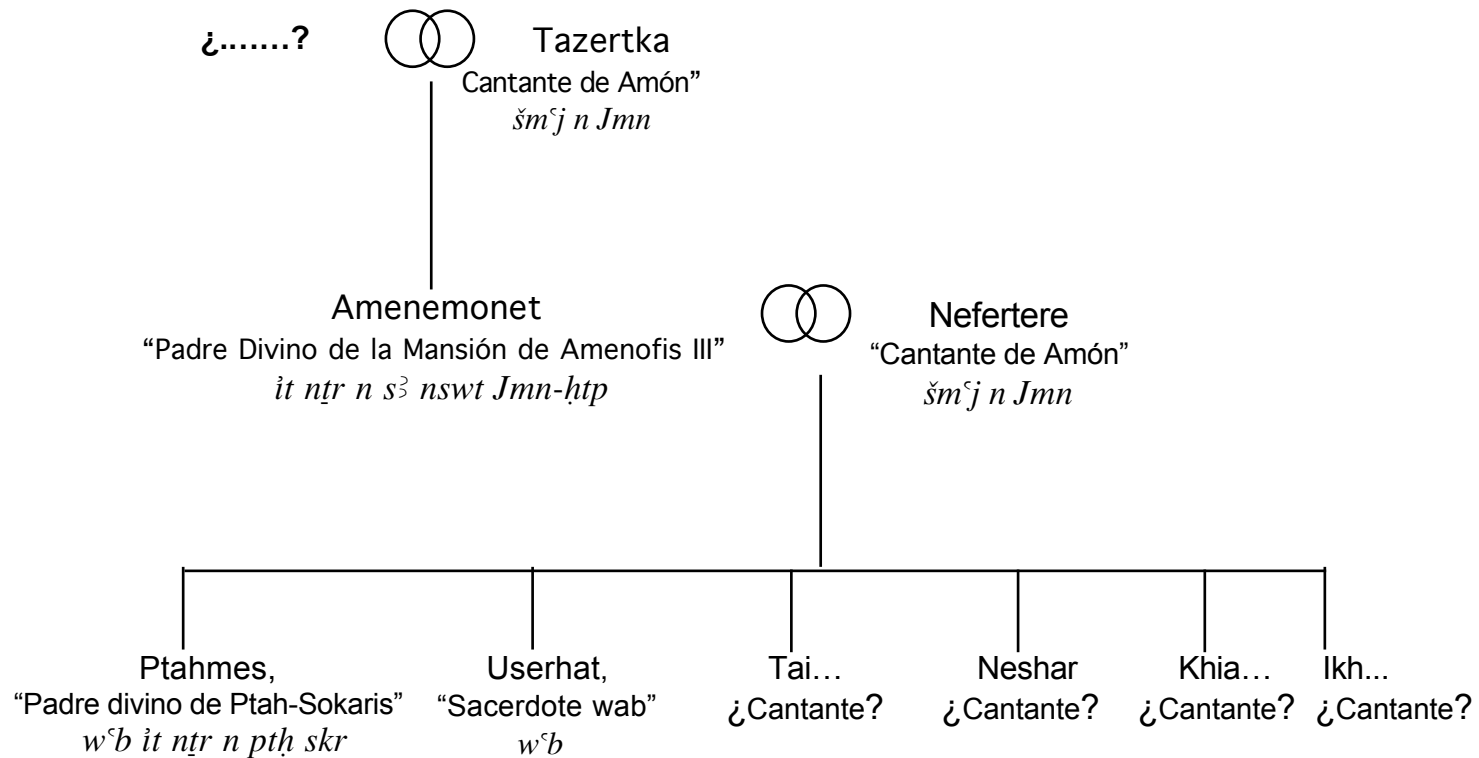 ¿.......? Tazertka
Cantante de Amón”
šmꜥj n Jmn
Amenemonet
“Padre Divino de la Mansión de Amenofis III”
ỉt nṯr n sꜣ nswt Jmn-ḥtp
Nefertere
“Cantante de Amón”
šmꜥj n Jmn
Ptahmes,
“Padre divino de Ptah-Sokaris”
wꜥb ỉt nṯr n ptḥ skr
Userhat,
“Sacerdote wab”
wꜥb
Tai…
¿Cantante?
Neshar
¿Cantante?
Khia…
¿Cantante?
Ikh...
¿Cantante?